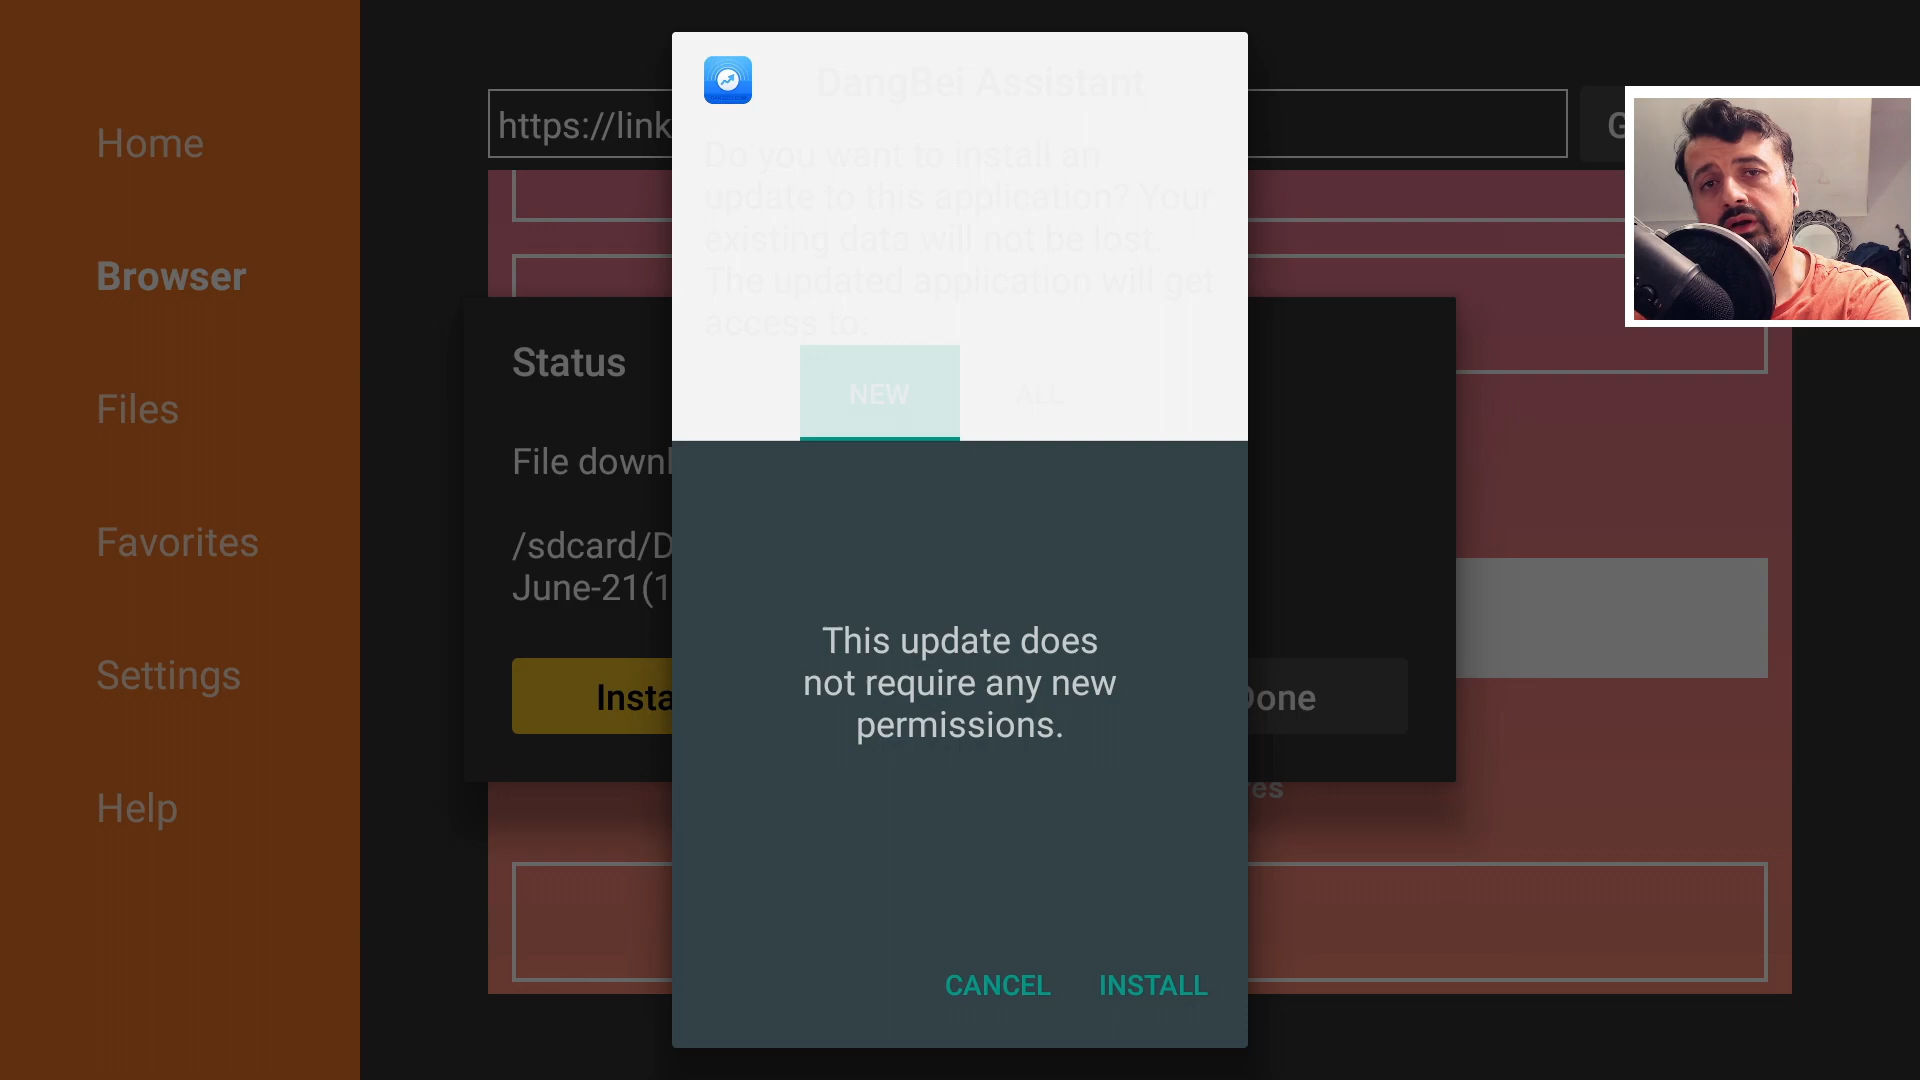 Home
Browser
Files
Favorites
Settings
Help
https://link
G
DangBei Assistant
Do you want to install an
update to this application? Your
existing data will not be lost.
The updated application will get
access to:
NEW
ALL
Status
File downl
/sdcard/D
June-21(1
Insta
Done
This update does
not require any new
permissions.
res
CANCEL
INSTALL